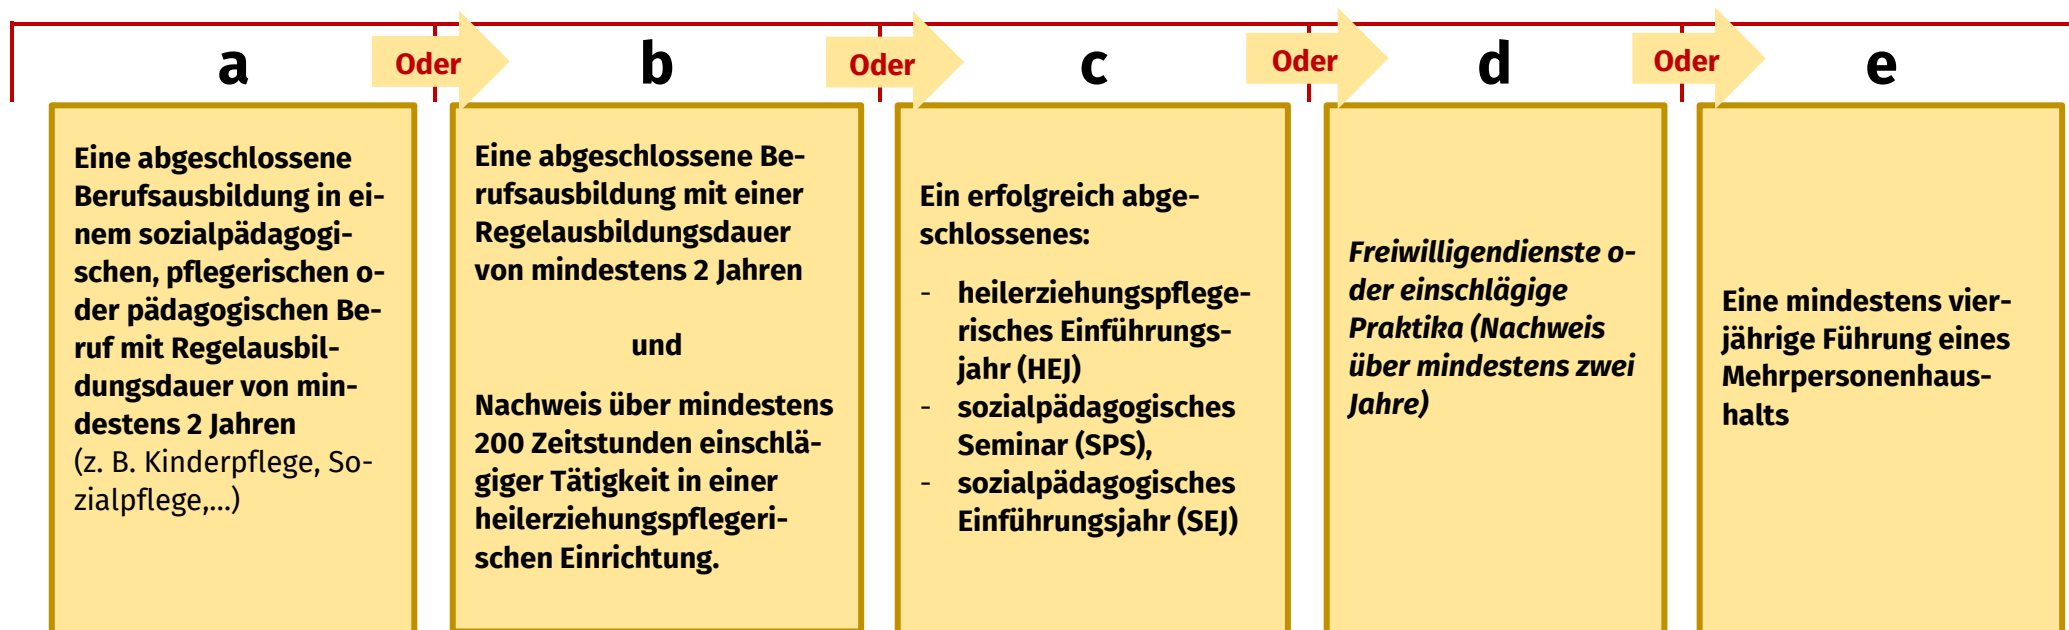 a
Oder
b
Oder
c
Oder
d
Oder
e
Eine abgeschlossene
Berufsausbildung in ei-
nem sozialpädagogi-
schen, pflegerischen o-
der pädagogischen Be-
ruf mit Regelausbil-
dungsdauer von min-
destens 2 Jahren
(z. B. Kinderpflege, So-
zialpflege,...)
Eine abgeschlossene Be-
rufsausbildung mit einer
Regelausbildungsdauer
von mindestens 2 Jahren
und
Nachweis über mindestens
200 Zeitstunden einschlä-
giger Tätigkeit in einer
heilerziehungspflegeri-
schen Einrichtung.
Ein erfolgreich abge-
schlossenes:
- heilerziehungspflege-
risches Einführungs-
jahr (HEJ)
- sozialpädagogisches
Seminar (SPS),
- sozialpädagogisches
Einführungsjahr (SEJ)
Freiwilligendienste o-
der einschlägige
Praktika (Nachweis
über mindestens zwei
Jahre)
Eine mindestens vier-
jährige Führung eines
Mehrpersonenhaus-
halts